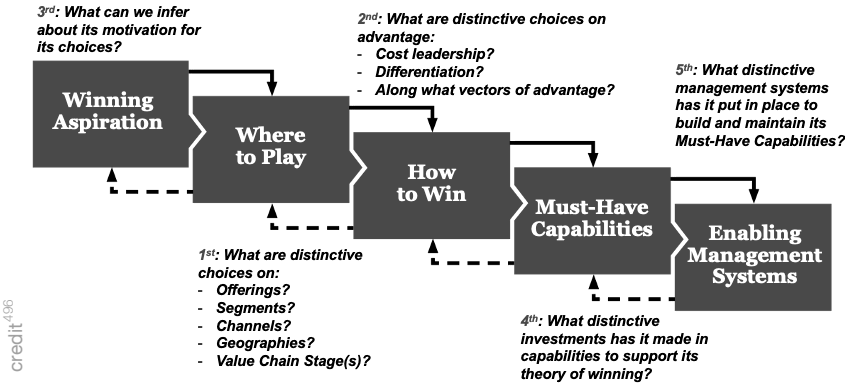 3rd: What can we infer
about its motivation for
its choices?
Winning
Aspiration
2nd: What are distinctive choices on
advantage:
- Cost leadership?
- Differentiation?
- Along what vectors of advantage?
Where
to Play
5th: What distinctive
management systems
has it put in place to
build and maintain its
Must-Have Capabilities?
How
to Win
Must-Have
Capabilities
Enabling
Management
Systems
1st: What are distinctive
choices on:
- Offerings?
- Segments?
- Channels?
- Geographies?
- Value Chain Stage(s)?
4th: What distinctive
investments has it made in
capabilities to support its
theory of winning?
credit496